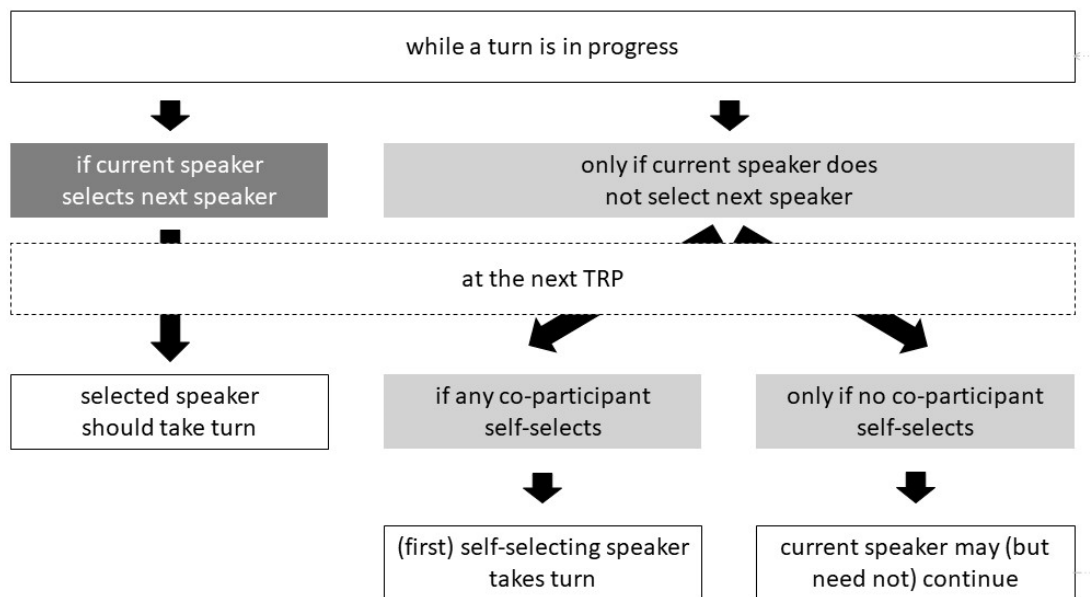 while a turn is in progress
if current speaker
selects next speaker
only if current speaker does
not select next speaker
at the next TRP
selected speaker
should take turn
if any co-participant
self-selects
only if no co-participant
self-selects
(first) self-selecting speaker
takes turn
current speaker may (but
need not) continue